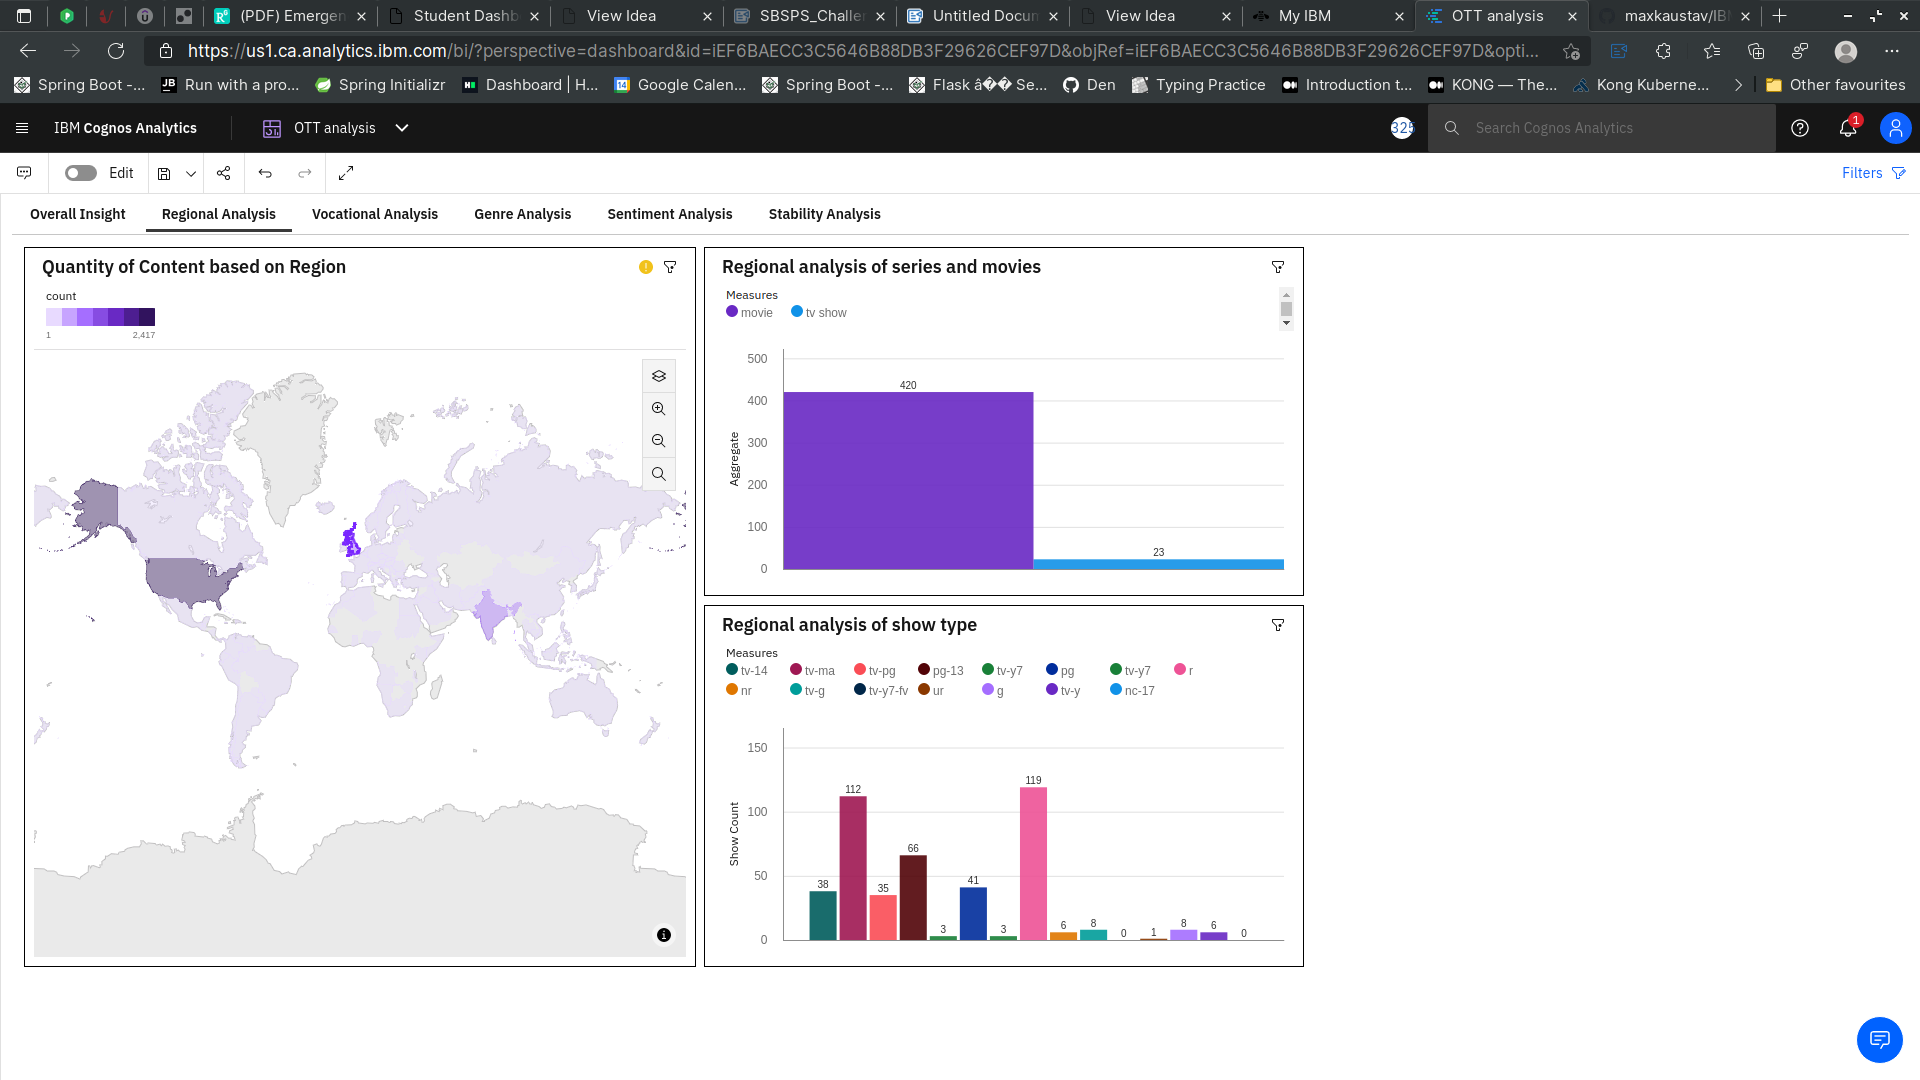 (PDF) Emergen
Student Dashb
View Idea
SBSPS_Challe
Untitled Docum
View Idea
My IBM
OTT analysis
maxkaustav/IBM
https://us1.ca.analytics.ibm.com/bi/?perspective=dashboard&id=iEF6BAECC3C5646B88DB3F29626CEF97D&objRef=iEF6BAECC3C5646B88DB3F29626CEF97D&opti...
Spring Boot -...
Run with a pro...
Spring Initializr
Dashboard | H...
Google Calen...
Spring Boot -...
Flask â�� Se...
Den
Typing Practice
Introduction t...
KONG — The...
Kong Kuberne...
Other favourites
IBM Cognos Analytics
OTT analysis
325
Search Cognos Analytics
1
Edit
Filters
Overall Insight
Regional Analysis
Vocational Analysis
Genre Analysis
Sentiment Analysis
Stability Analysis
Quantity of Content based on Region
count
1 2,417
Regional analysis of series and movies
Measures
movie tv show
Aggregate
500
400
300
200
100
0
420
23
Regional analysis of show type
Measures
tv-14 tv-ma tv-pg pg-13 tv-y7 pg tv-y7 r
nr tv-g tv-y7-fv ur g tv-y nc-17
Show Count
150
100
50
0
38 112 35 66 3 41 3 119 6 8 0 1 8 6 0